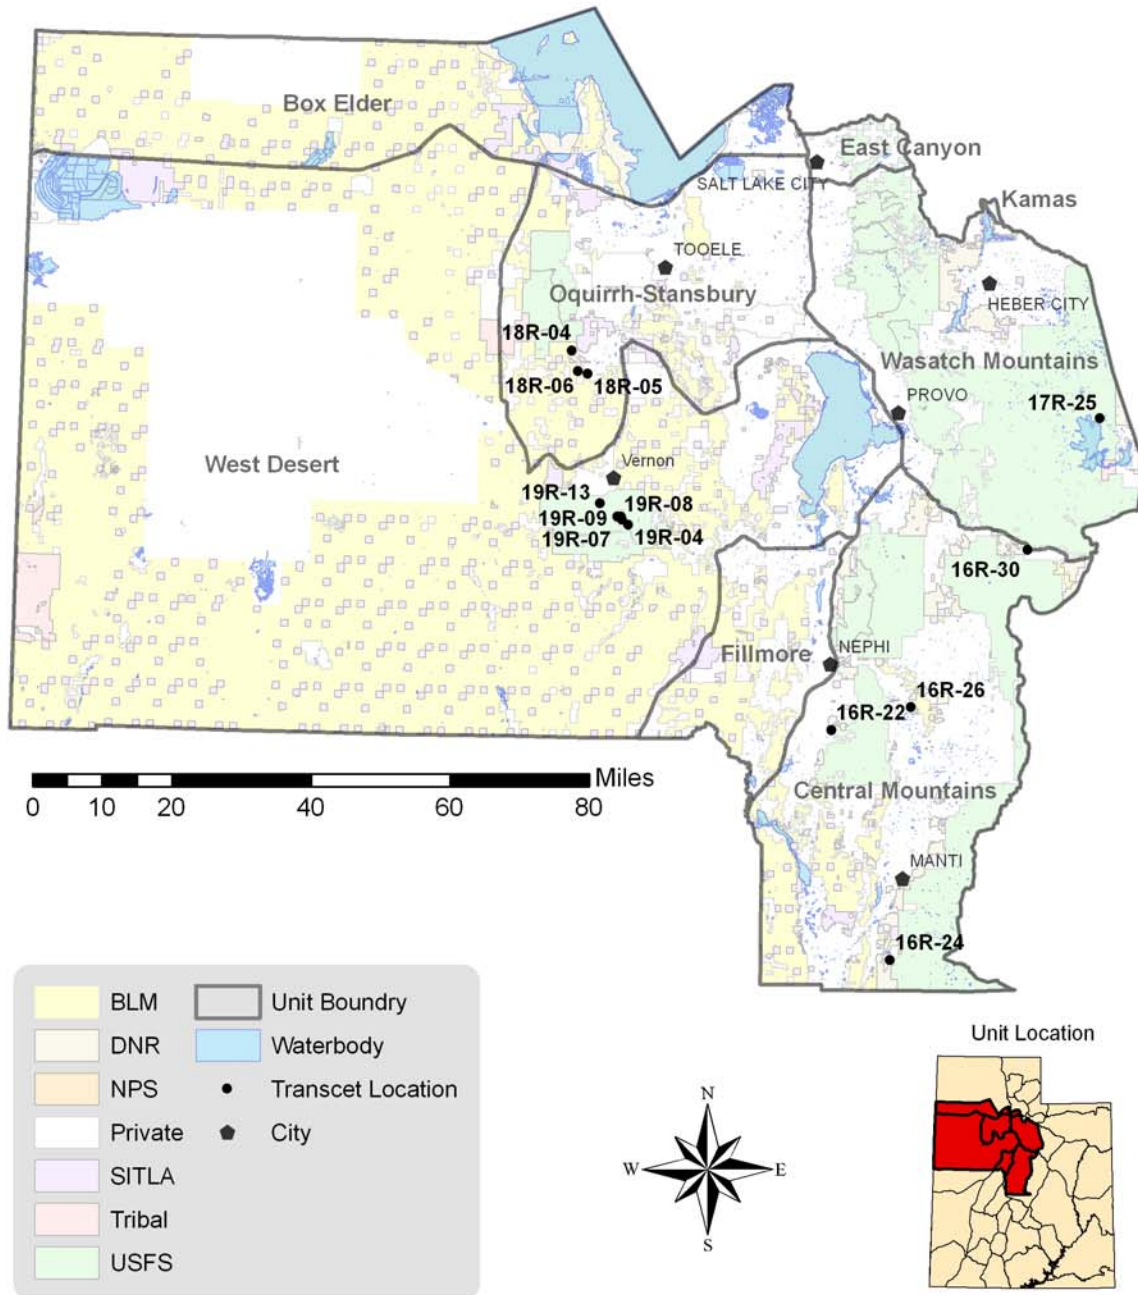 Box Elder
East Canyon
SALT LAKE CITY
Kamas
TOOELE
HEBER CITY
Oquirrh-Stansbury
18R-04
Wasatch Mountains
18R-06
18R-05
PROVO
17R-25
West Desert
Vernon
19R-13
19R-08
19R-09
19R-07
19R-04
16R-30
Fillmore
NEPHI
16R-26
16R-22
Miles
0 10 20 40 60 80
Central Mountains
MANTI
16R-24
BLM
DNR
NPS
Private
SITLA
Tribal
USFS
Unit Boundry
Waterbody
Transcet Location
City
N
W
E
S
Unit Location